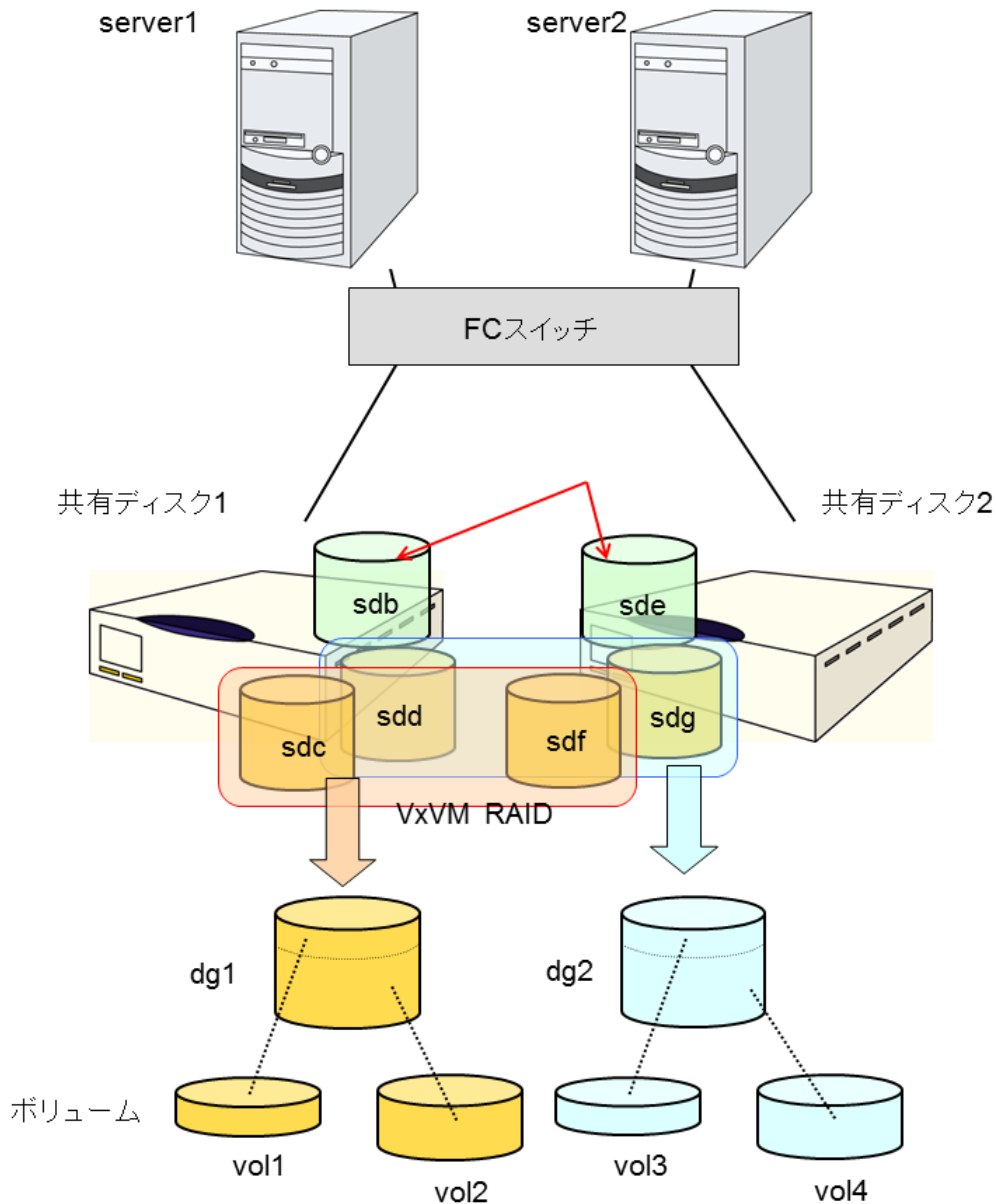 server1
server2
FCスイッチ
共有ディスク1
共有ディスク2
sdb
sde
sdd
sdg
sdc
sdf
VxVM RAID
dg1
dg2
ボリューム
vol1
vol2
vol3
vol4